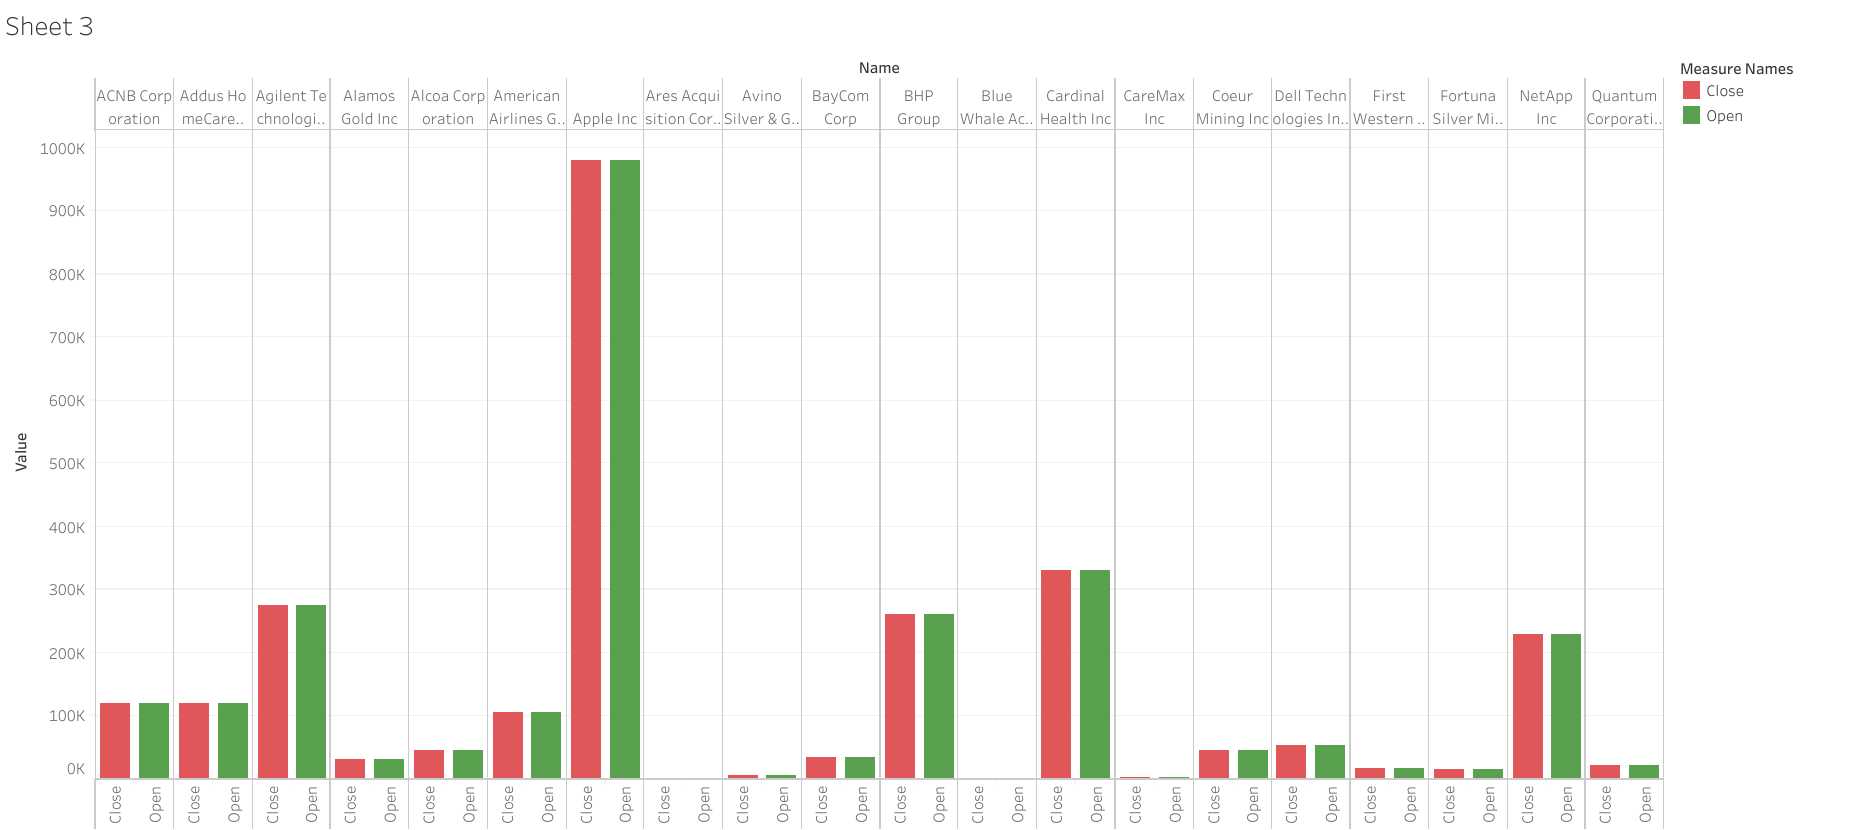 Sheet 3
Name
Measure Names
Close
Open
ACNB Corp
oration
Addus Ho
meCare..
Agilent Te
chnologi..
Alamos
Gold Inc
Alcoa Corp
oration
American
Airlines G..
Apple Inc
Ares Acqui
sition Cor..
Avino
Silver & G..
BayCom
Corp
BHP
Group
Blue
Whale Ac..
Cardinal
Health Inc
CareMax
Inc
Coeur
Mining Inc
Dell Techn
ologies In..
First
Western ..
Fortuna
Silver Mi..
NetApp
Inc
Quantum
Corporati..
1000K
900K
800K
700K
600K
500K
400K
300K
200K
100K
0K
Value
Close
Open
Close
Open
Close
Open
Close
Open
Close
Open
Close
Open
Close
Open
Close
Open
Close
Open
Close
Open
Close
Open
Close
Open
Close
Open
Close
Open
Close
Open
Close
Open
Close
Open
Close
Open
Close
Open
Close
Open